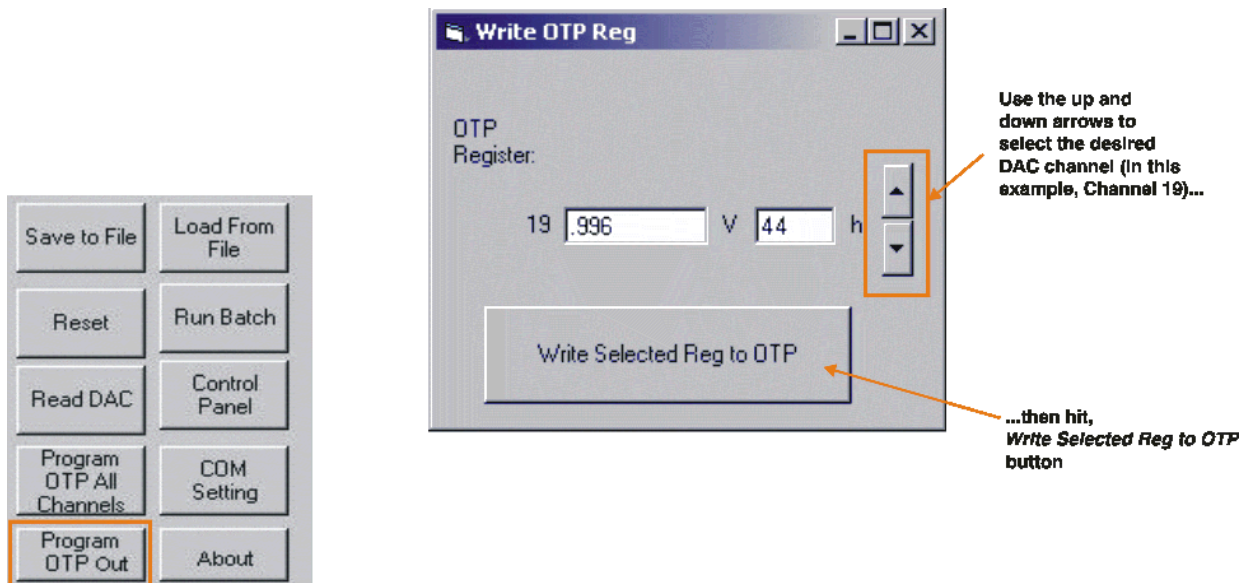 Write OTP Reg
OTP
Register:
19 .996 V 44 h
Write Selected Reg to OTP
Use the up and
down arrows to
select the desired
DAC channel (in this
example, Channel 19)...
...then hit,
Write Selected Reg to OTP
button
Save to File
Load From
File
Reset
Run Batch
Read DAC
Control
Panel
Program
OTP All
Channels
COM
Setting
Program
OTP Out
About